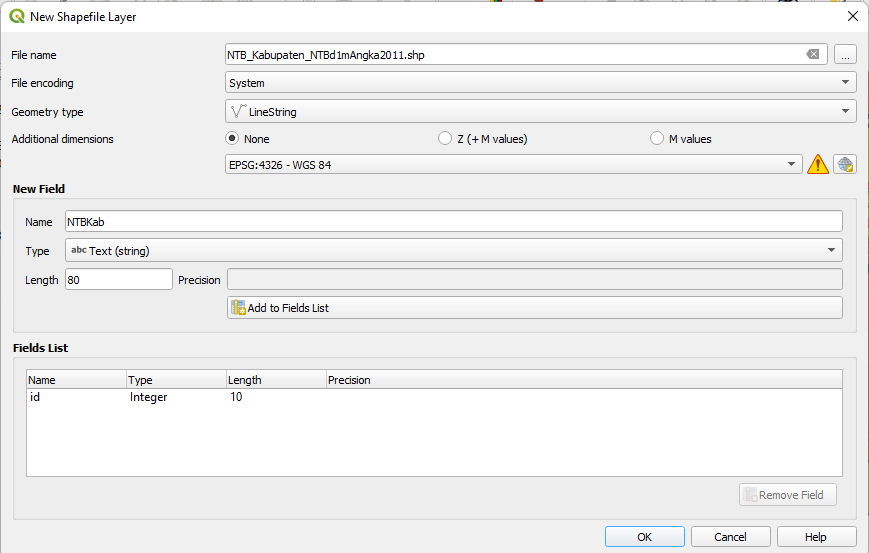 New Shapefile Layer
File name NTB_Kabupaten_NTBd1mAngka2011.shp ...
File encoding System
Geometry type LineString
Additional dimensions None Z (+ M values) M values
EPSG:4326 - WGS 84
New Field
Name NTBKab
Type abc Text (string)
Length 80 Precision
Add to Fields List
Fields List
Name Type Length Precision
id Integer 10
Remove Field
OK Cancel Help